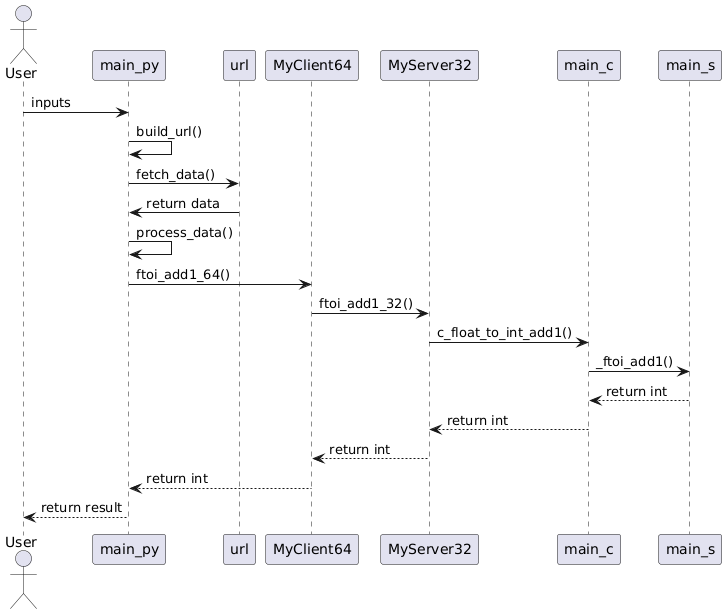 User
main_py
url
MyClient64
MyServer32
main_c
main_s
inputs
build_url()
fetch_data()
return data
process_data()
ftoi_add1_64()
ftoi_add1_32()
c_float_to_int_add1()
_ftoi_add1()
return int
return int
return int
return int
return result
User
main_py
url
MyClient64
MyServer32
main_c
main_s